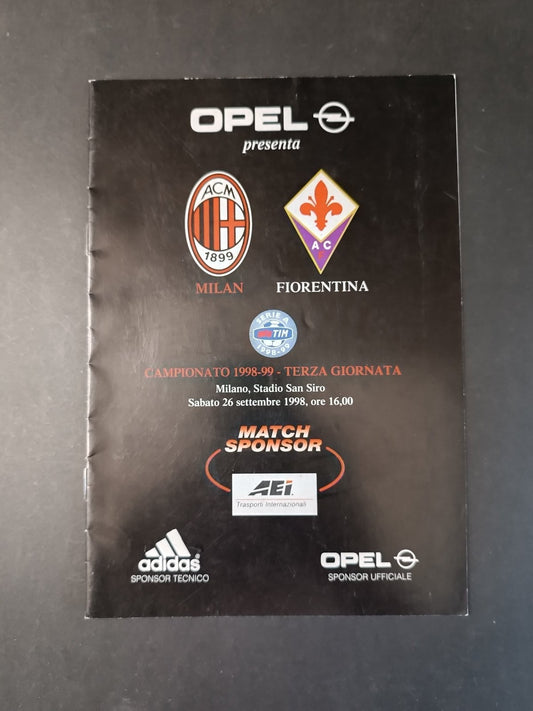 OPEL
presenta
ACM
1899
AC
MILAN
FIORENTINA
SERIE A
TIM
1998-99
CAMPIONATO 1998-99 - TERZA GIORNATA
Milano, Stadio San Siro
Sabato 26 settembre 1998, ore 16,00
MATCH
SPONSOR
AEi
Trasporti Internazionali
adidas
SPONSOR TECNICO
OPEL
SPONSOR UFFICIALE